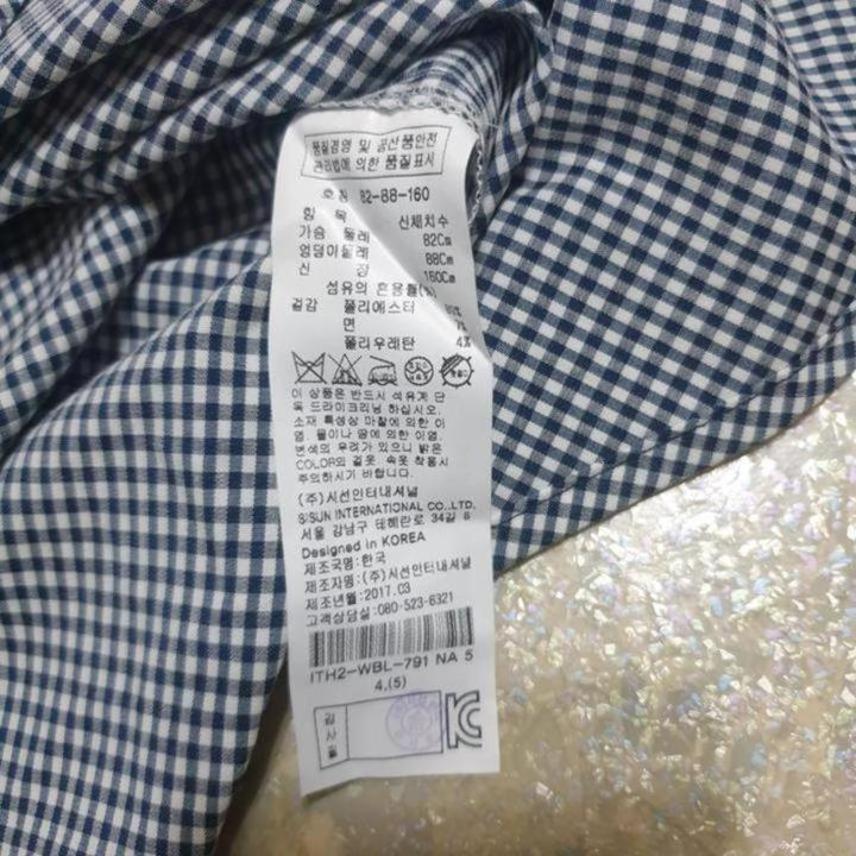 품질경영 및 공산품안전
관리법에 의한 품질표시
호칭 82-88-160
항 목 신체치수
가슴둘레 82Cm
엉덩이둘레 88Cm
신 장 160Cm
섬유의 혼용률(%)
겉감 폴리에스터
면
폴리우레탄 4%
이 상품은 반드시 석유계 단
독 드라이크리닝 하십시오.
소재 특성상 마찰에 의한 이
염, 물이나 땀에 의한 이염,
변색의 우려가 있으니 밝은
COLOR의 겉옷, 속옷 착용시
주의하시기 바랍니다.
(주)시선인터내셔널
SISUN INTERNATIONAL CO.,LTD.
서울 강남구 테헤란로 34길 6
Designed in KOREA
제조국명:한국
제조자명:(주)시선인터내셔널
제조년월:2017.03
고객상담실:080-523-6321
ITH2-WBL-791 NA 5
4,(5)
검사필